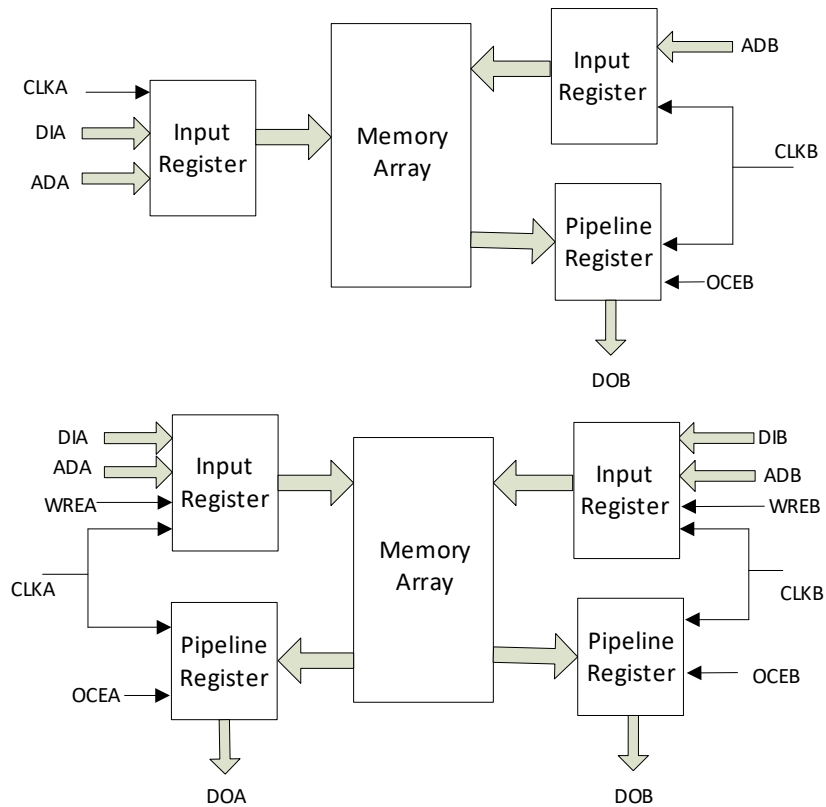 ADB
Input
Register
CLKA
DIA
ADA
Input
Register
Memory
Array
CLKB
Pipeline
Register
OCEB
DOB
DIA
ADA
WREA
Input
Register
CLKA
Memory
Array
Input
Register
DIB
ADB
WREB
CLKB
Pipeline
Register
OCEA
DOA
Pipeline
Register
OCEB
DOB